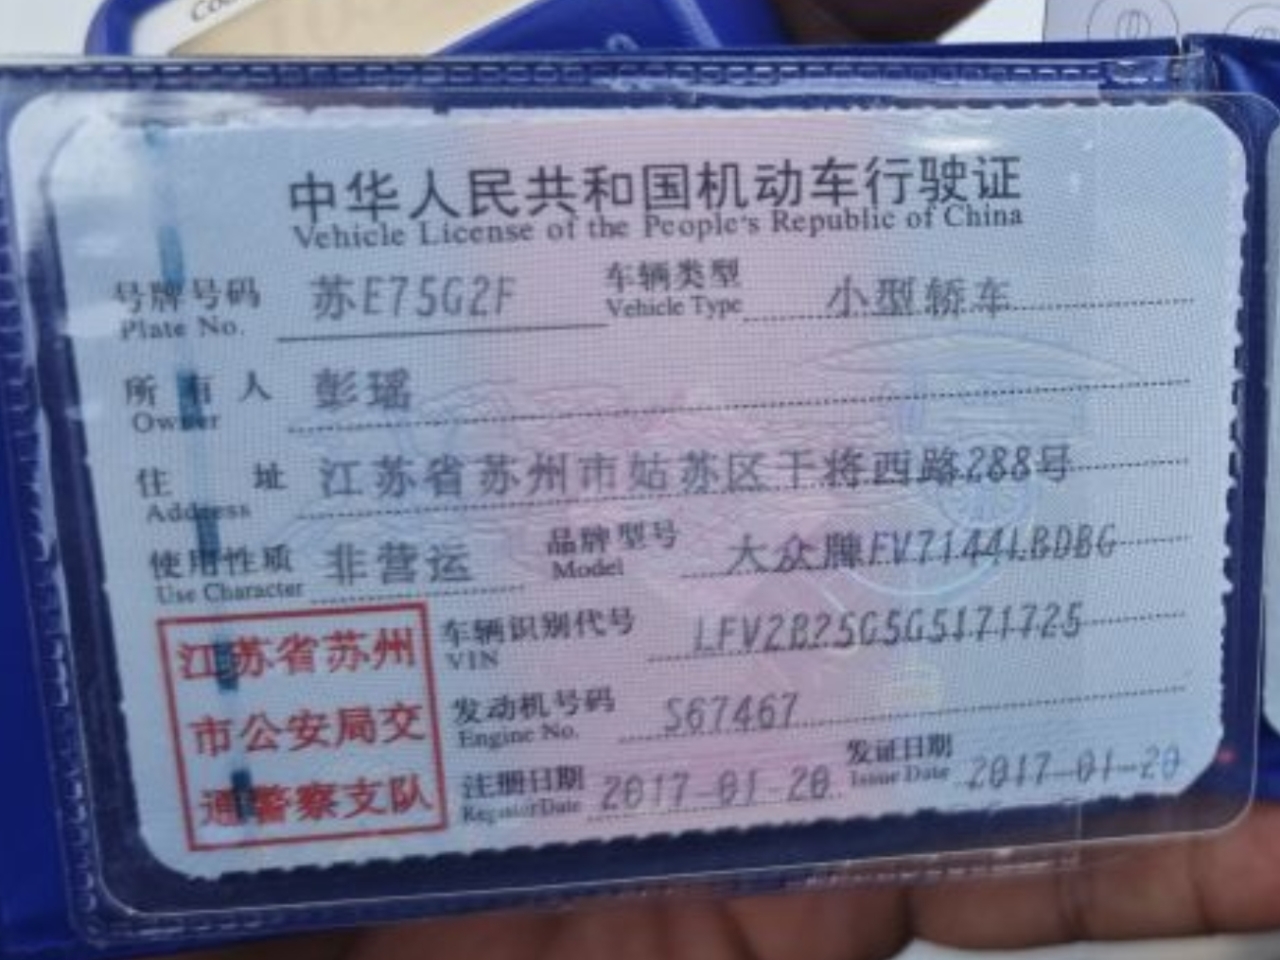 中华人民共和国机动车行驶证
Vehicle License of the People's Republic of China
号牌号码 苏E75G2F 车辆类型 小型轿车
Plate No. Vehicle Type
所有人 彭瑶
Owner
住址 江苏省苏州市姑苏区干将西路288号
Address
使用性质 非营运 品牌型号 大众牌FV7144LBDBG
Use Character Model
江苏省苏州
市公安局交
通警察支队
车辆识别代号 LFV2B25G5G5171725
VIN
发动机号码 S67467
Engine No.
注册日期 2017-01-20 发证日期 2017-01-20
RegisterDate Issue Date